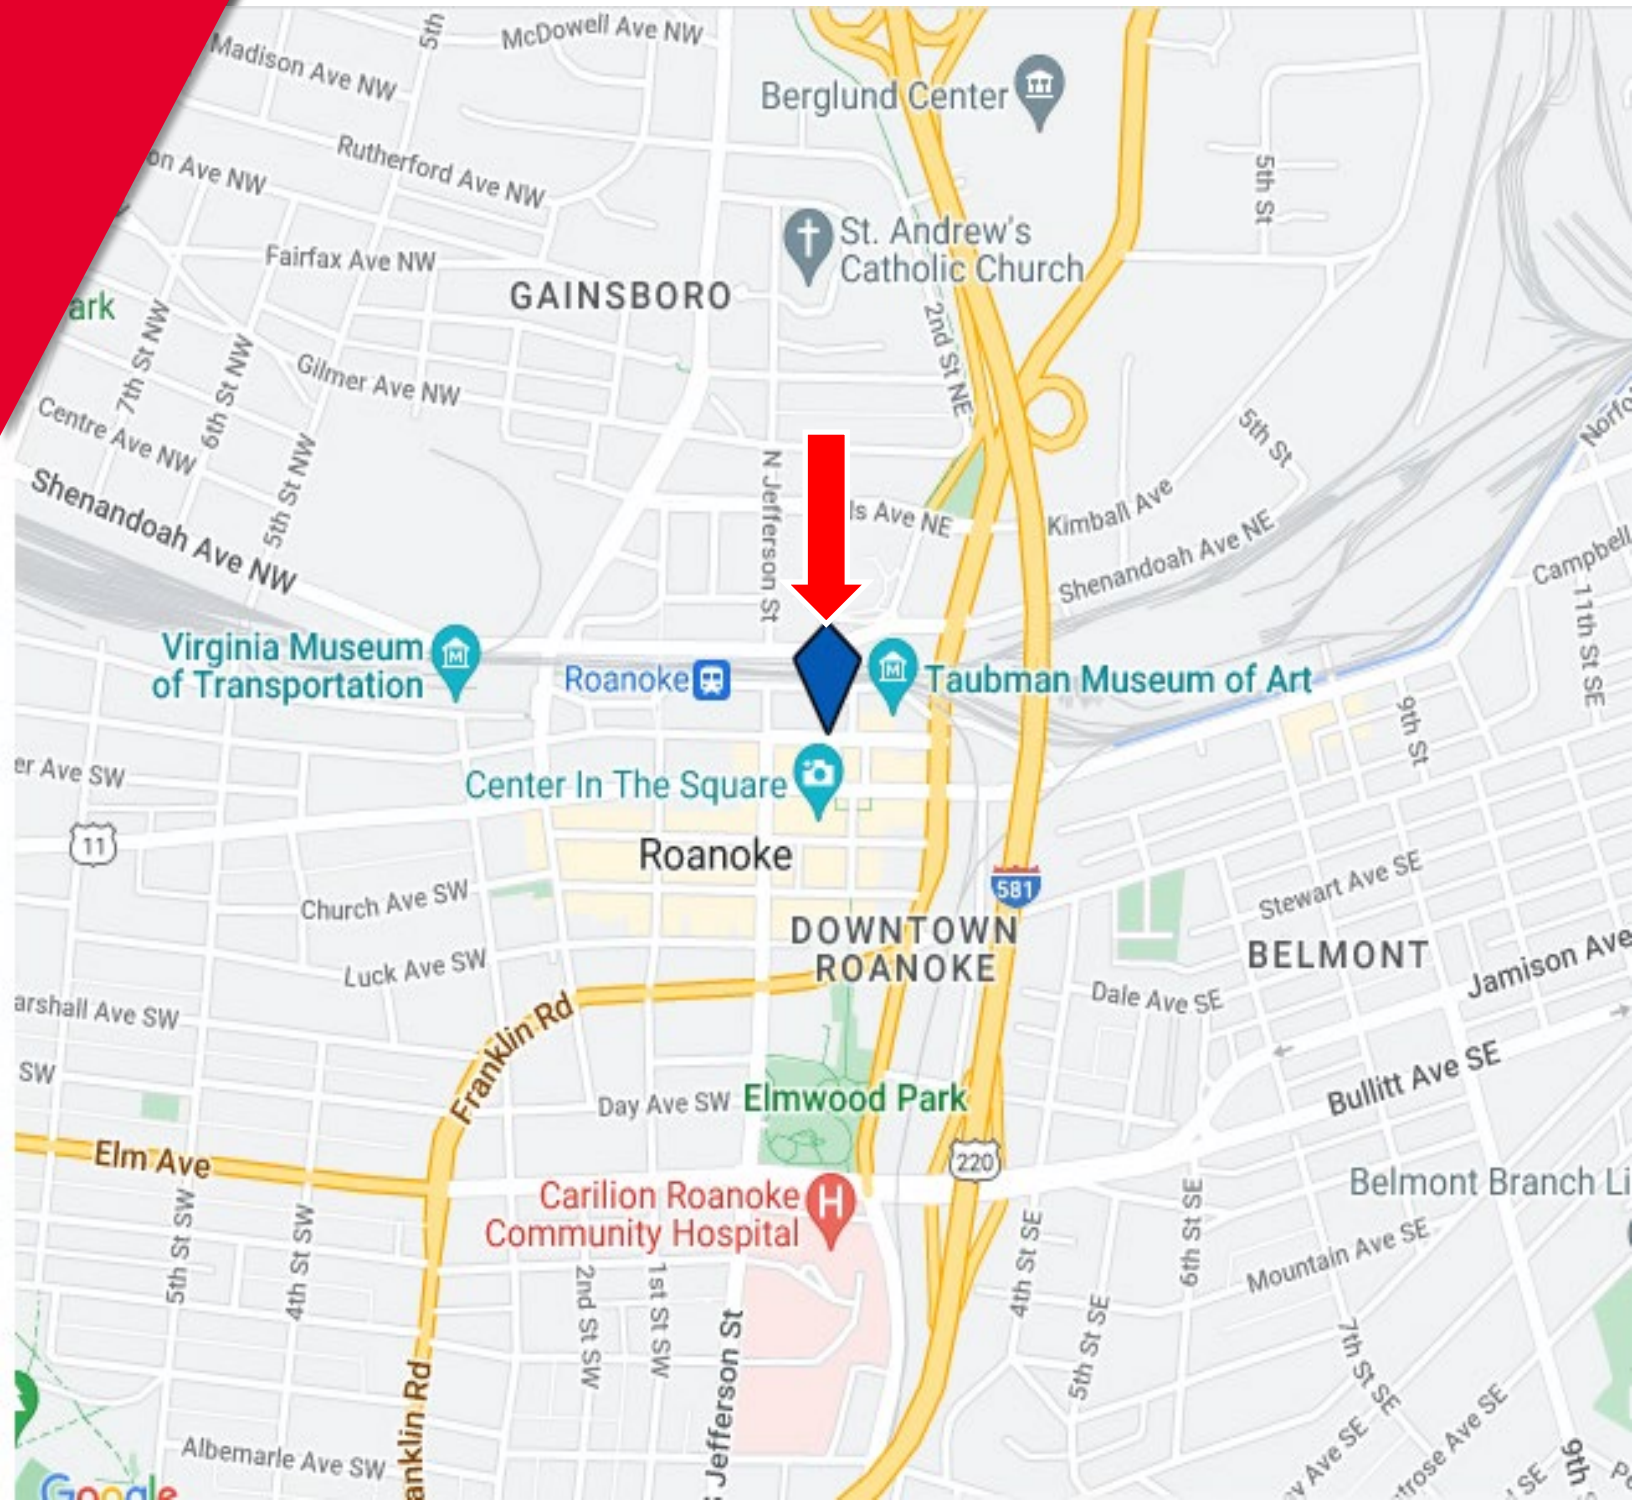 5th
McDowell Ave NW
Madison Ave NW
Berglund Center
Rutherford Ave NW
on Ave NW
5th St
St. Andrew's
Catholic Church
Fairfax Ave NW
GAINSBORO
ark
2nd St NE
7th St NW
6th St NW
Gilmer Ave NW
Centre Ave NW
5th St NW
5th St
Norfo
N Jefferson St
ls Ave NE
Kimball Ave
Shenandoah Ave NW
Shenandoah Ave NE
Campbell
11th St SE
Virginia Museum
of Transportation
M
Roanoke
M
Taubman Museum of Art
9th St
er Ave SW
Center In The Square
11
Roanoke
581
Church Ave SW
Stewart Ave SE
DOWNTOWN
ROANOKE
BELMONT
Luck Ave SW
Jamison Ave
Dale Ave SE
arshall Ave SW
Franklin Rd
SW
Day Ave SW
Elmwood Park
Bullitt Ave SE
Elm Ave
220
Carilion Roanoke
Community Hospital
H
Belmont Branch Li
5th St SW
4th St SW
2nd St SW
1st St SW
4th St SE
6th St SE
Mountain Ave SE
5th St SE
7th St SE
Jefferson St
anklin Rd
Albemarle Ave SW
y Ave SE
trose Ave SE
SE
9th
Google